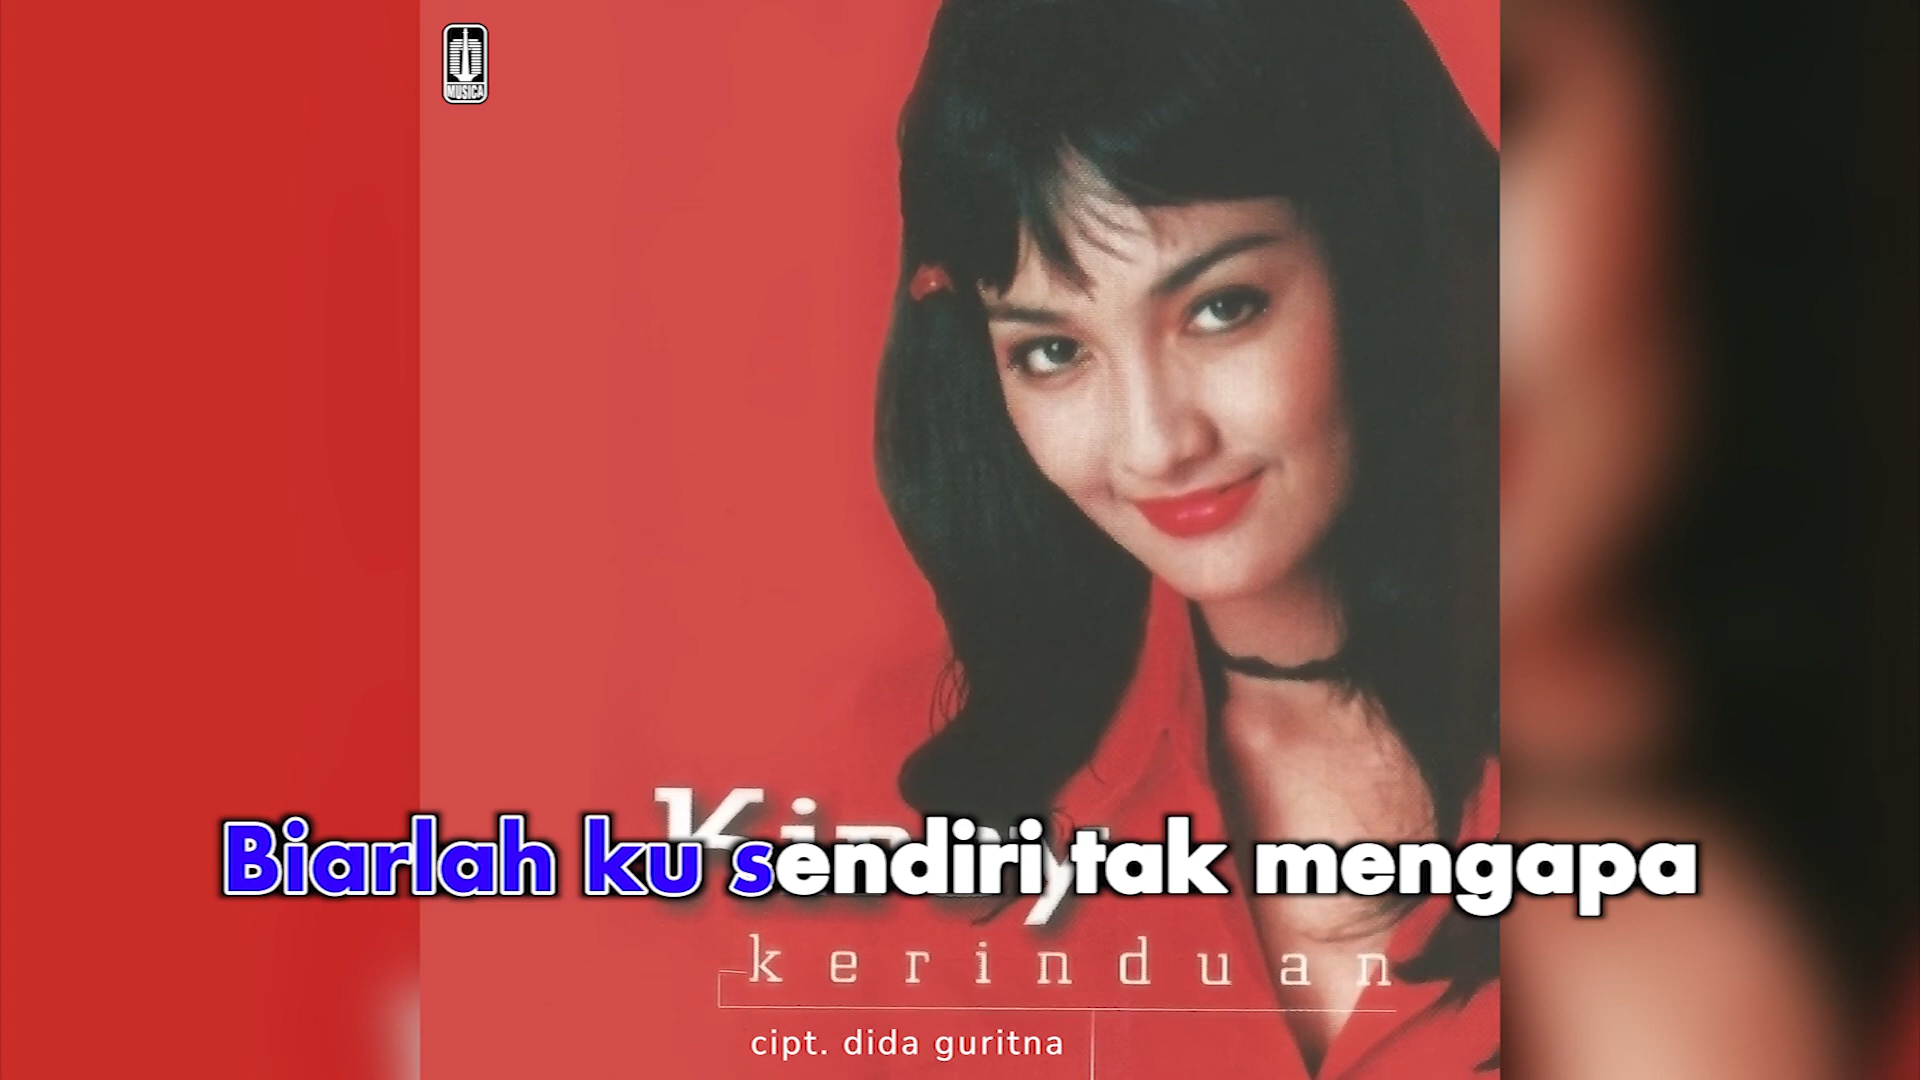 MUSICA
Biarlah ku sendiri tak mengapa
kerinduan
cipt. dida guritna